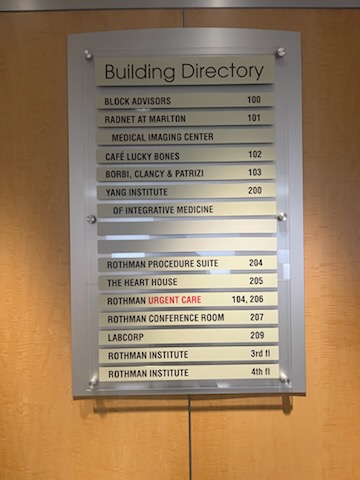 Building Directory
BLOCK ADVISORS 100
RADNET AT MARLTON 101
MEDICAL IMAGING CENTER
CAFÉ LUCKY BONES 102
BORBI, CLANCY & PATRIZI 103
YANG INSTITUTE 200
OF INTEGRATIVE MEDICINE
ROTHMAN PROCEDURE SUITE 204
THE HEART HOUSE 205
ROTHMAN URGENT CARE 104, 206
ROTHMAN CONFERENCE ROOM 207
LABCORP 209
ROTHMAN INSTITUTE 3rd fl
ROTHMAN INSTITUTE 4th fl